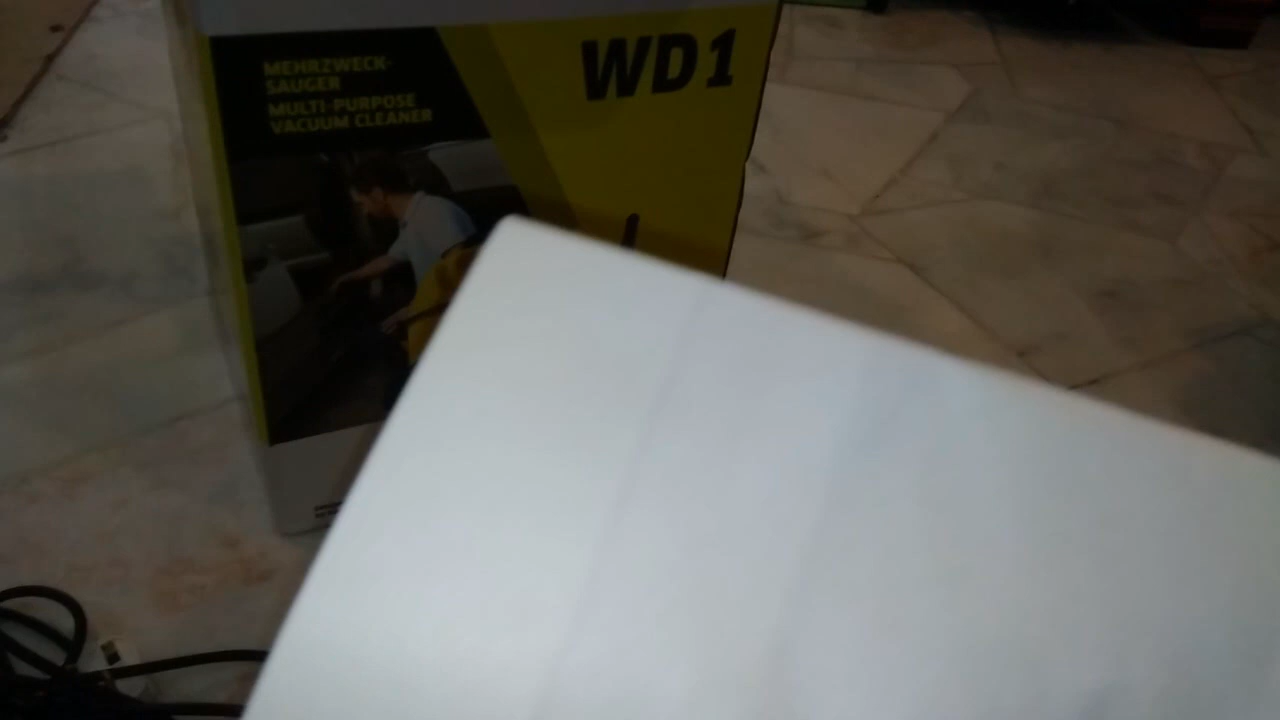 WD1
MEHRZWECK-
SAUGER
MULTI-PURPOSE
VACUUM CLEANER